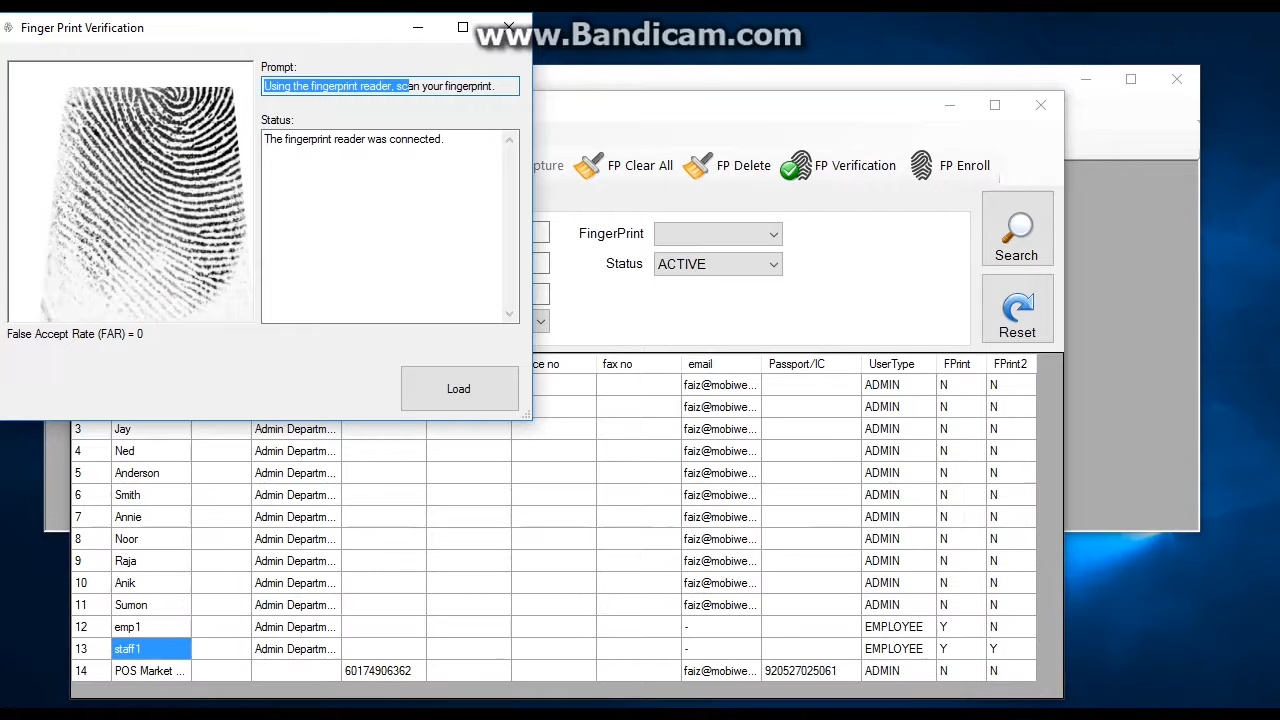 Finger Print Verification
www.Bandicam.com
Prompt:
Using the fingerprint reader, scan your fingerprint.
Status:
The fingerprint reader was connected.
False Accept Rate (FAR) = 0
Load
pture FP Clear All FP Delete FP Verification FP Enroll
FingerPrint
Status ACTIVE
Search
Reset
ce no fax no email Passport/IC UserType FPrint FPrint2
faiz@mobiwe... ADMIN N N
faiz@mobiwe... ADMIN N N
3 Jay Admin Departm... faiz@mobiwe... ADMIN N N
4 Ned Admin Departm... faiz@mobiwe... ADMIN N N
5 Anderson Admin Departm... faiz@mobiwe... ADMIN N N
6 Smith Admin Departm... faiz@mobiwe... ADMIN N N
7 Annie Admin Departm... faiz@mobiwe... ADMIN N N
8 Noor Admin Departm... faiz@mobiwe... ADMIN N N
9 Raja Admin Departm... faiz@mobiwe... ADMIN N N
10 Anik Admin Departm... faiz@mobiwe... ADMIN N N
11 Sumon Admin Departm... faiz@mobiwe... ADMIN N N
12 emp1 Admin Departm... - EMPLOYEE Y N
13 staff1 Admin Departm... - EMPLOYEE Y Y
14 POS Market ... 60174906362 faiz@mobiwe... 920527025061 ADMIN N N